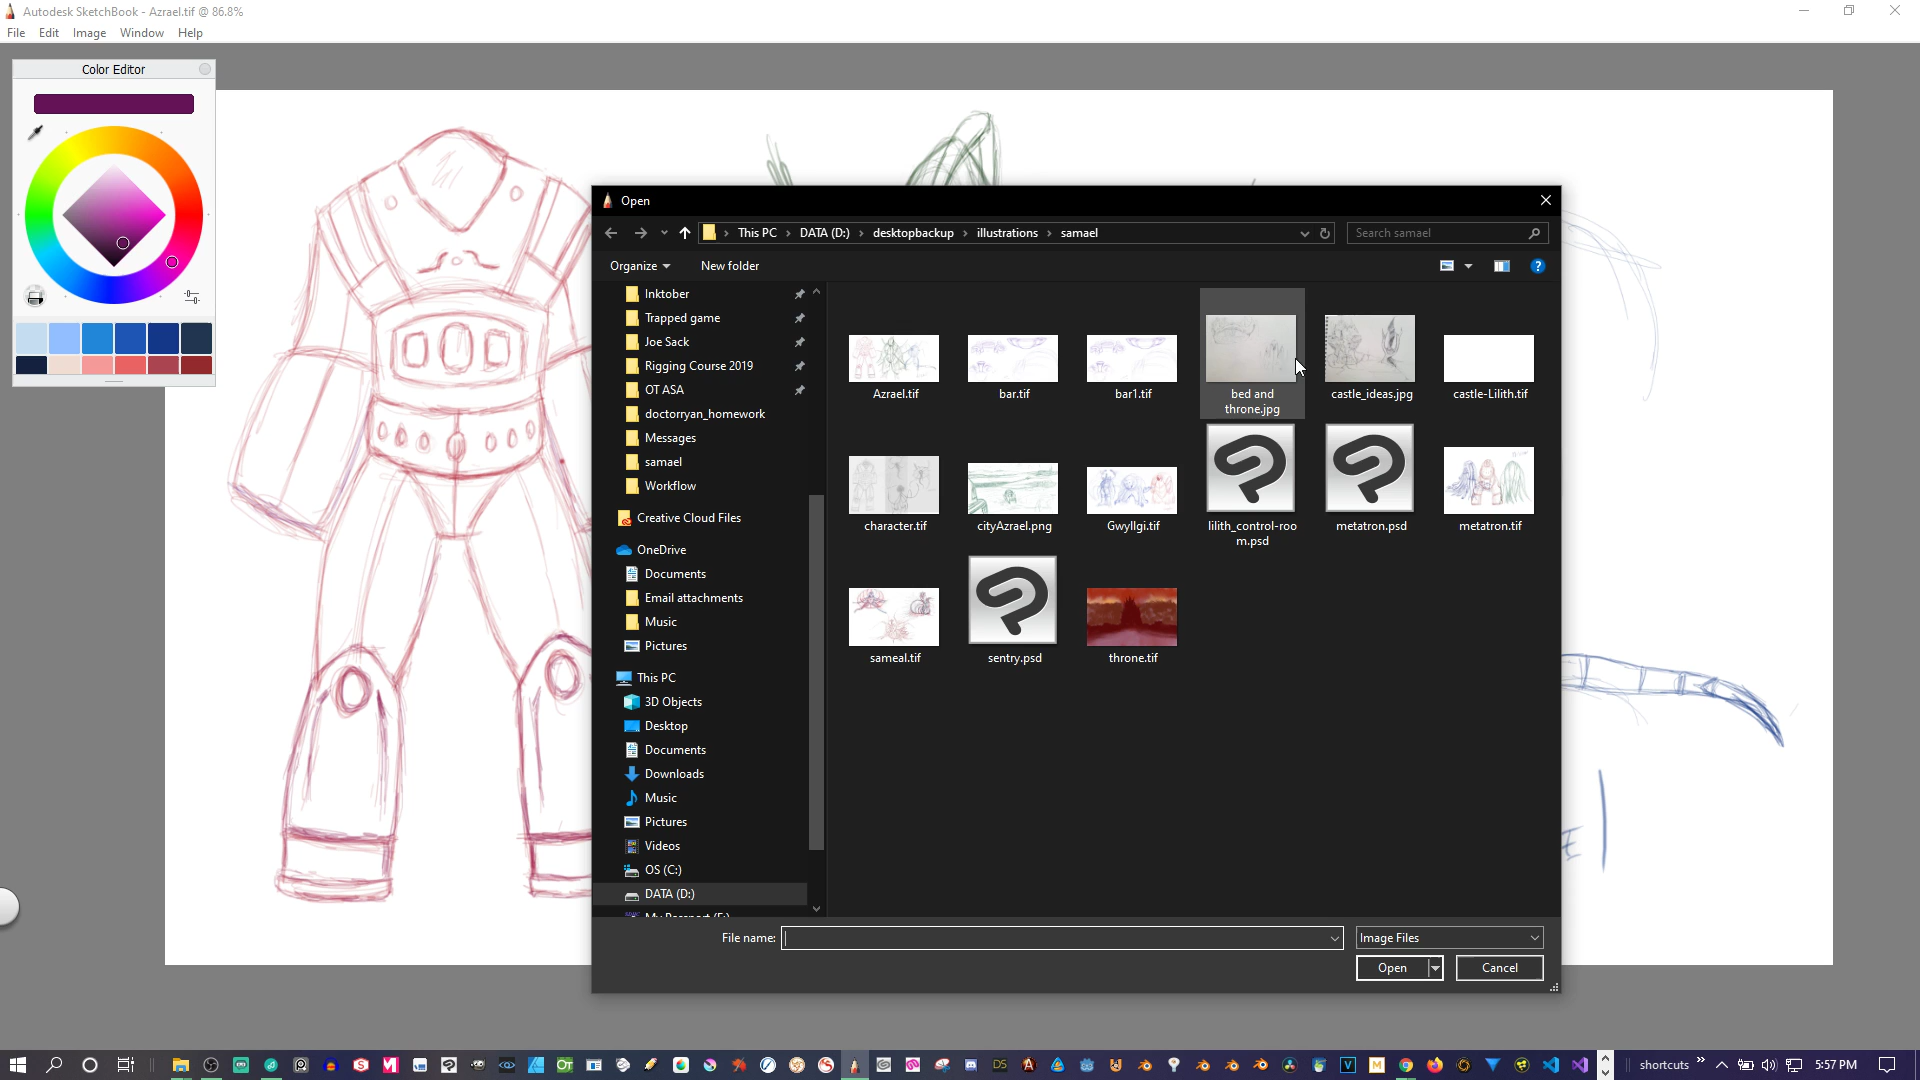 Autodesk SketchBook - Azrael.tif @ 86.8%
File Edit Image Window Help
Color Editor
Open
This PC › DATA (D:) › desktopbackup › illustrations › samael
Search samael
Organize New folder
Inktober
Trapped game
Joe Sack
Rigging Course 2019
OT ASA
doctorryan_homework
Messages
samael
Workflow
Creative Cloud Files
OneDrive
Documents
Email attachments
Music
Pictures
This PC
3D Objects
Desktop
Documents
Downloads
Music
Pictures
Videos
OS (C:)
DATA (D:)
Azrael.tif
bar.tif
bar1.tif
bed and
throne.jpg
castle_ideas.jpg
castle-Lilith.tif
character.tif
cityAzrael.png
Gwyllgi.tif
lilith_control-roo
m.psd
metatron.psd
metatron.tif
sameal.tif
sentry.psd
throne.tif
File name:
Image Files
Open
Cancel
shortcuts
5:57 PM